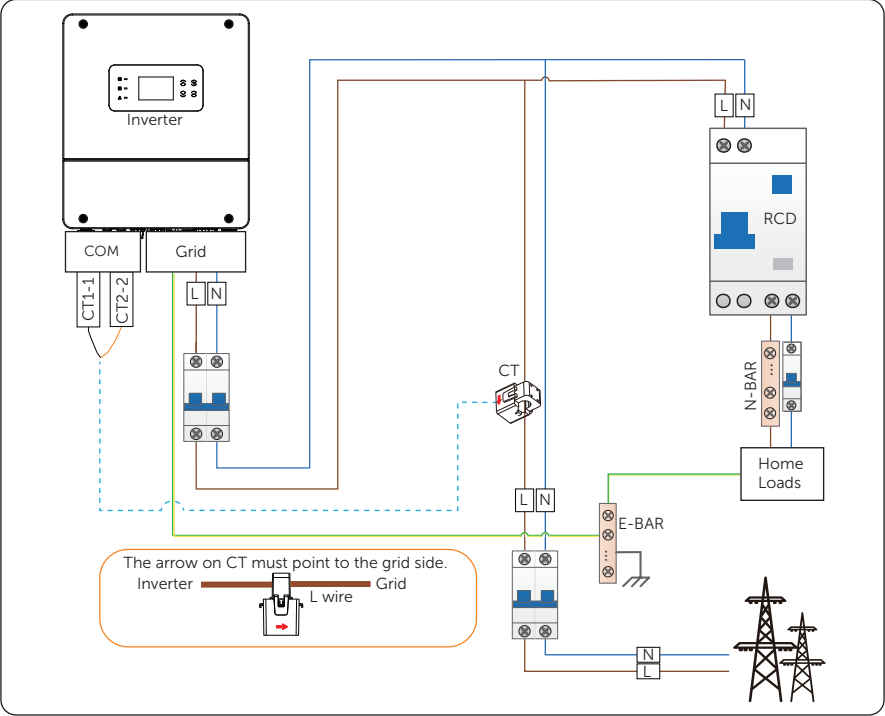 Inverter
COM
Grid
CT1-1
CT2-2
L
N
L
N
RCD
N-BAR
Home
Loads
CT
L
N
E-BAR
The arrow on CT must point to the grid side.
Inverter
Grid
L wire
N
L